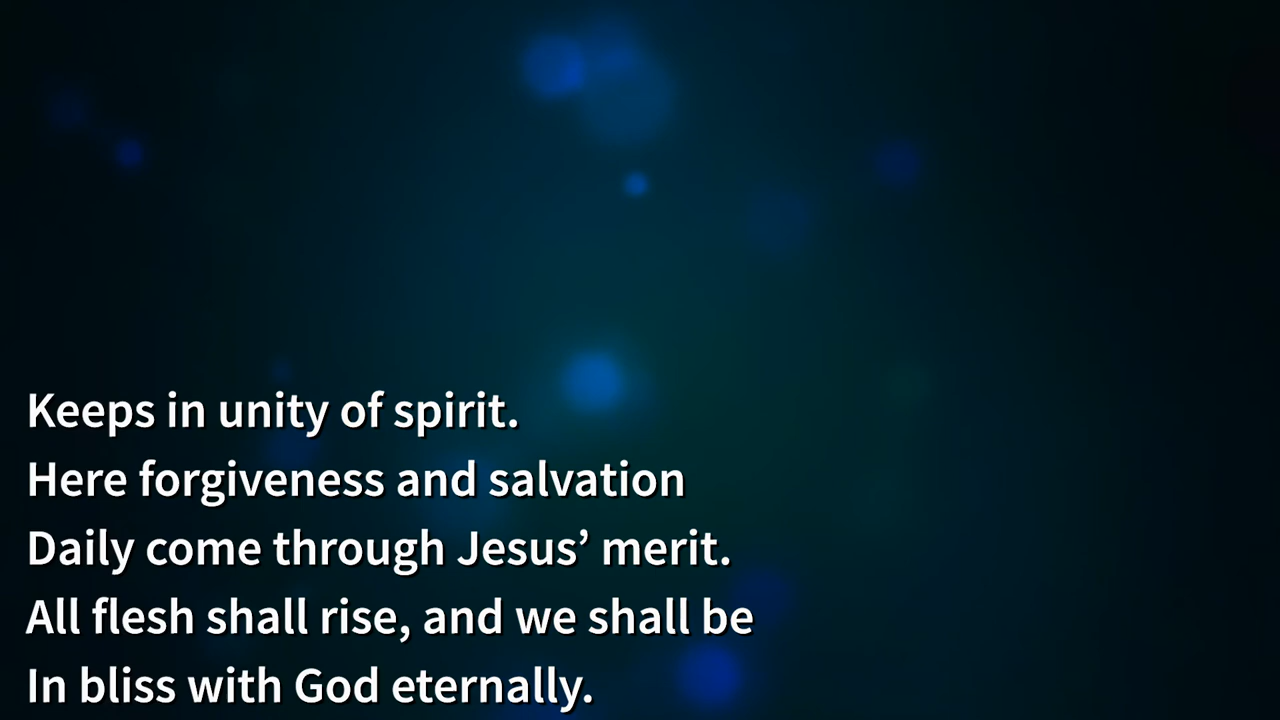 Keeps in unity of spirit.
Here forgiveness and salvation
Daily come through Jesus’ merit.
All flesh shall rise, and we shall be
In bliss with God eternally.